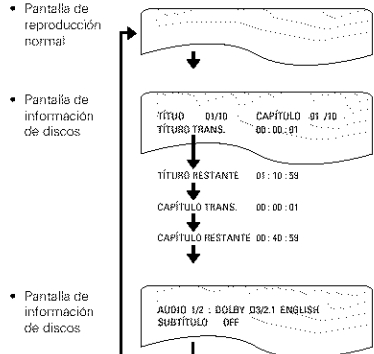 • Pantalla de
reproducción
normal
• Pantalla de
información
de discos
TÍTUO 01/10 CAPÍTULO 01 /10
TÍTURO TRANS. 00 : 00 : 01
TÍTURO RESTANTE 01 : 10 : 59
CAPÍTULO TRANS. 00 : 00 : 01
CAPÍTULO RESTANTE 00 : 40 : 59
• Pantalla de
información
de discos
AUDIO 1/2 : DOLBY D3/2.1 ENGLISH
SUBTÍTULO OFF